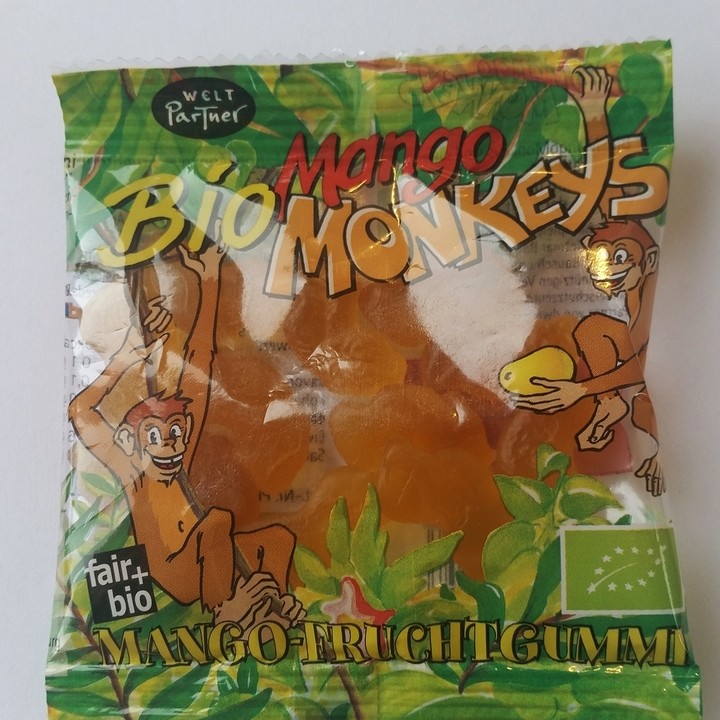 WELT
Partner
Mango
Bio MONKEYS
fair+
bio
MANGO-FRUCHTGUMMI